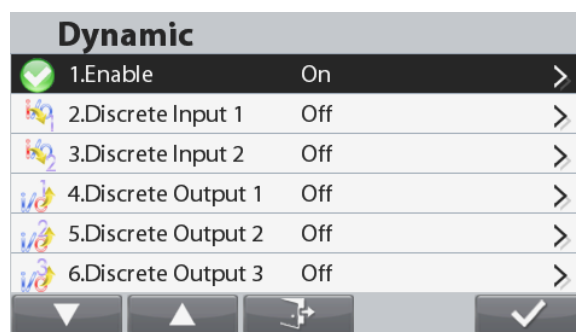 Dynamic
1.Enable On
2.Discrete Input 1 Off
3.Discrete Input 2 Off
4.Discrete Output 1 Off
5.Discrete Output 2 Off
6.Discrete Output 3 Off